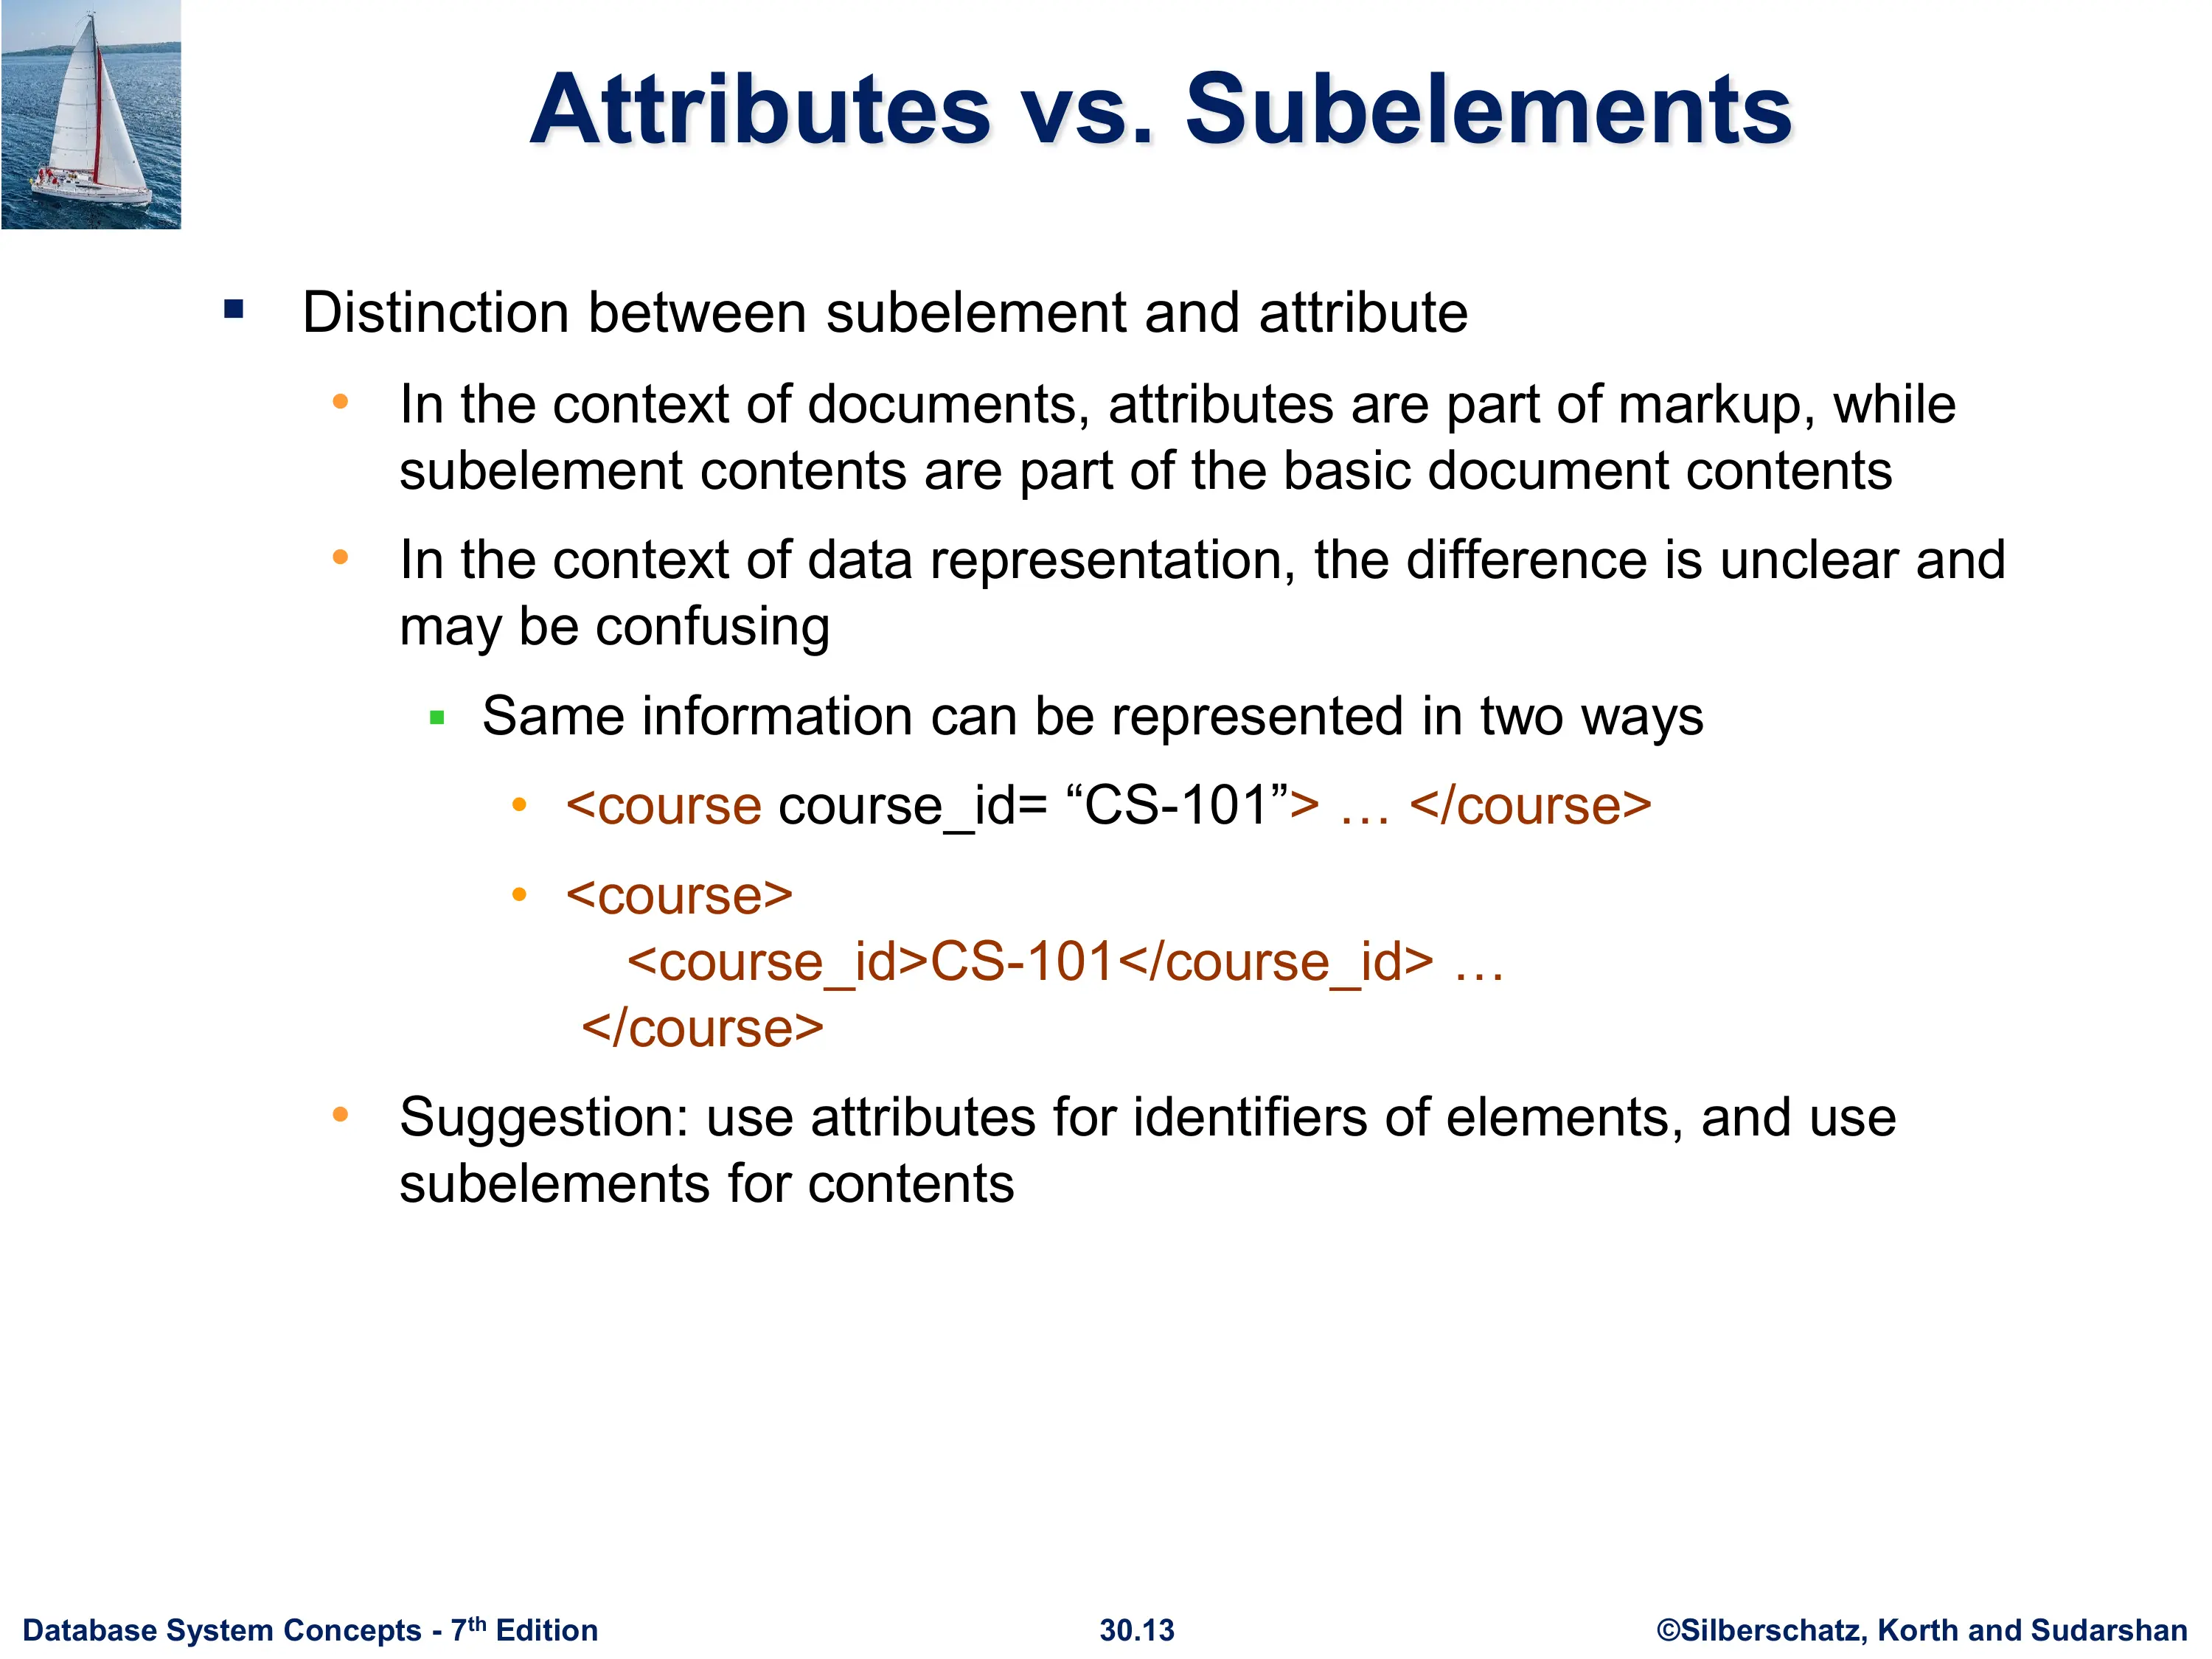 Attributes vs. Subelements
▪ Distinction between subelement and attribute
• In the context of documents, attributes are part of markup, while
subelement contents are part of the basic document contents
• In the context of data representation, the difference is unclear and
may be confusing
▪ Same information can be represented in two ways
• <course course_id= “CS-101”> … </course>
• <course>
<course_id>CS-101</course_id> …
</course>
• Suggestion: use attributes for identifiers of elements, and use
subelements for contents
Database System Concepts - 7th Edition
30.13
©Silberschatz, Korth and Sudarshan